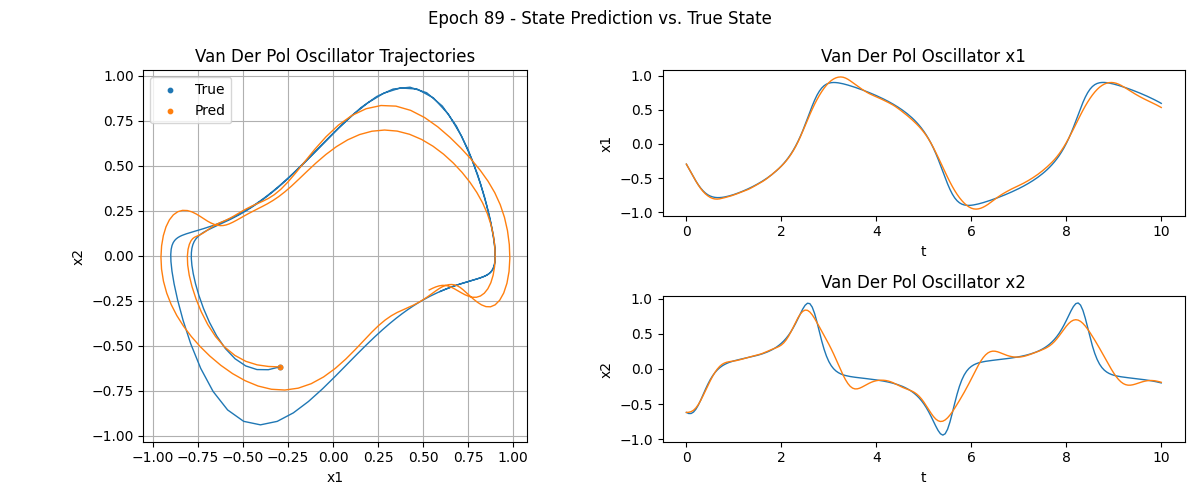 Epoch 89 - State Prediction vs. True State
Van Der Pol Oscillator Trajectories
True
Pred
1.00
0.75
0.50
0.25
0.00
−0.25
−0.50
−0.75
−1.00
x2
−1.00 −0.75 −0.50 −0.25 0.00 0.25 0.50 0.75 1.00
x1
Van Der Pol Oscillator x1
1.0
0.5
0.0
−0.5
−1.0
x1
0 2 4 6 8 10
t
Van Der Pol Oscillator x2
1.0
0.5
0.0
−0.5
−1.0
x2
0 2 4 6 8 10
t